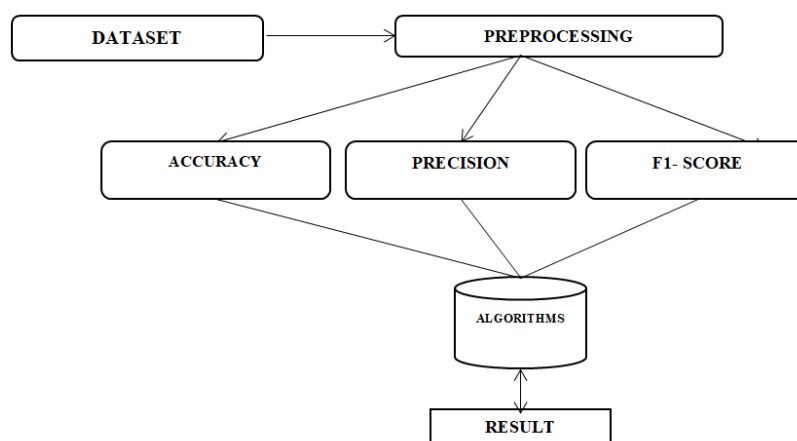 DATASET
PREPROCESSING
ACCURACY
PRECISION
F1- SCORE
ALGORITHMS
RESULT